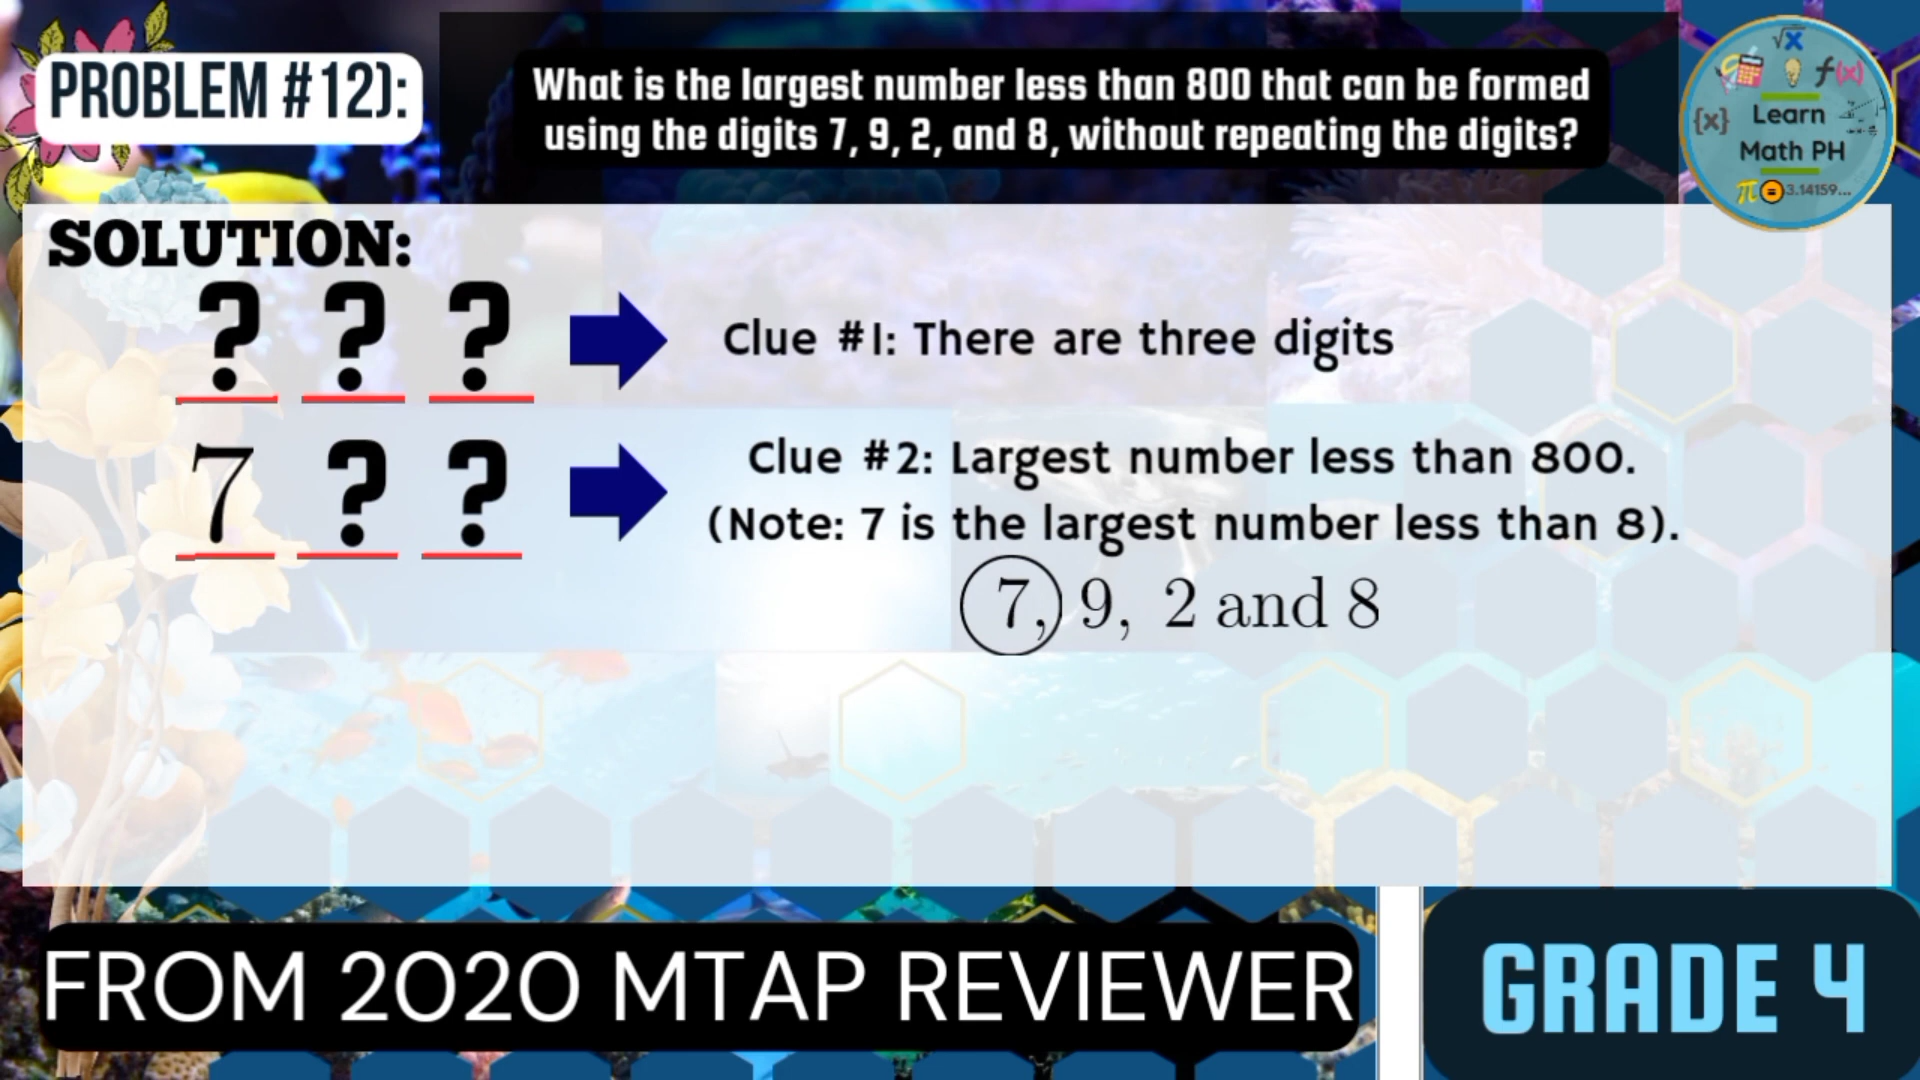 PROBLEM #12):
What is the largest number less than 800 that can be formed
using the digits 7, 9, 2, and 8, without repeating the digits?
√x
f(x)
{x}
Learn
Math PH
π = 3.14159...
SOLUTION:
? ? ?
Clue #1: There are three digits
7 ? ?
Clue #2: Largest number less than 800.
(Note: 7 is the largest number less than 8).
7, 9, 2 and 8
FROM 2020 MTAP REVIEWER
GRADE 4